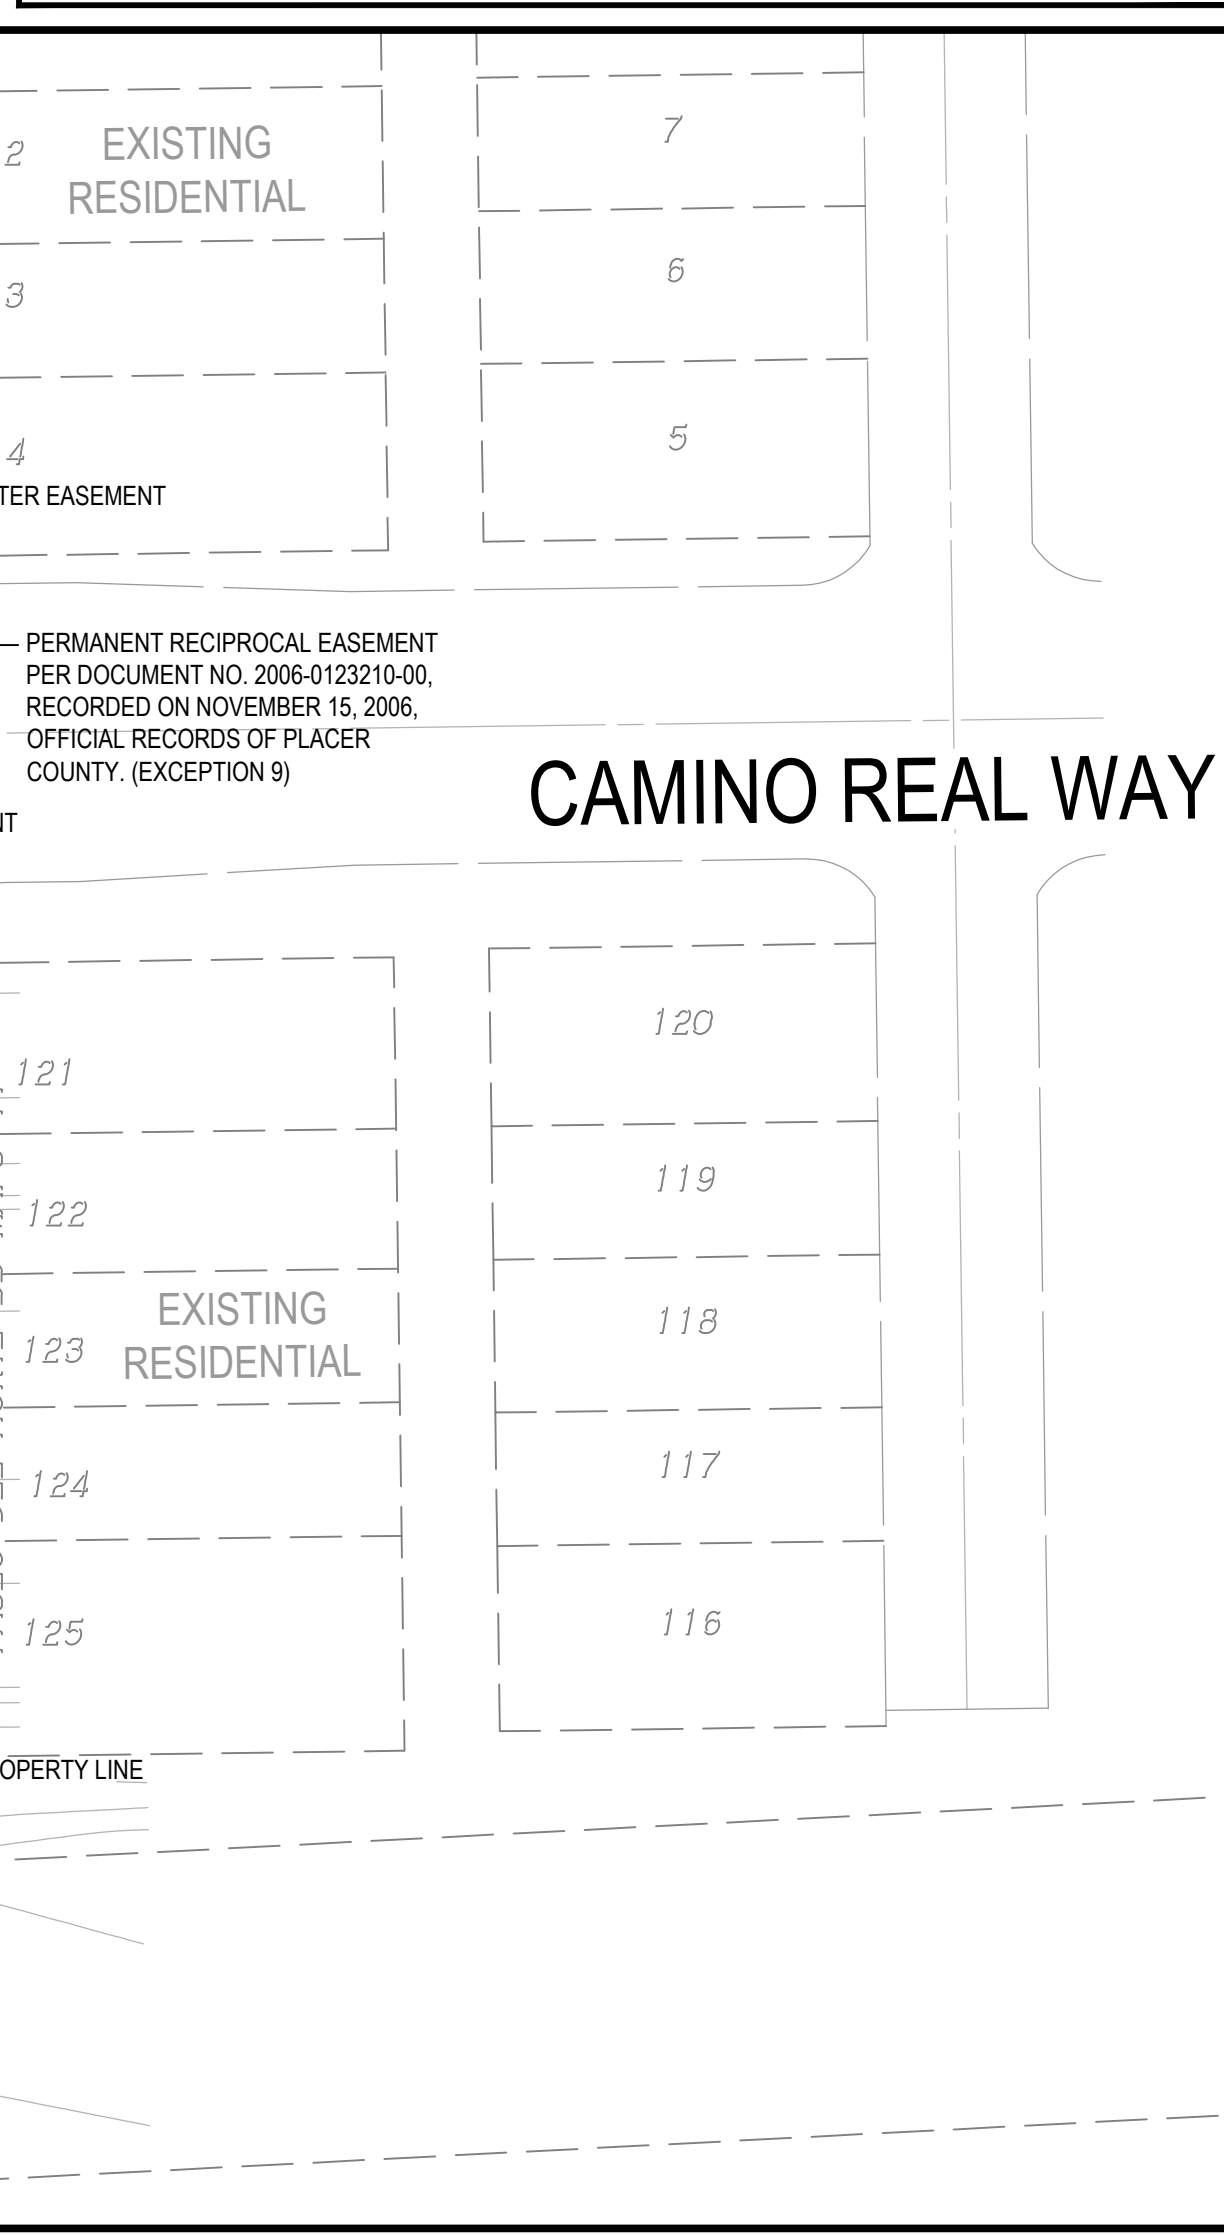 7
2
EXISTING
RESIDENTIAL
6
3
5
4
TER EASEMENT
PERMANENT RECIPROCAL EASEMENT
PER DOCUMENT NO. 2006-0123210-00,
RECORDED ON NOVEMBER 15, 2006,
OFFICIAL RECORDS OF PLACER
COUNTY. (EXCEPTION 9)
CAMINO REAL WAY
NT
120
121
119
122
EXISTING
RESIDENTIAL
118
123
117
124
116
125
OPERTY LINE